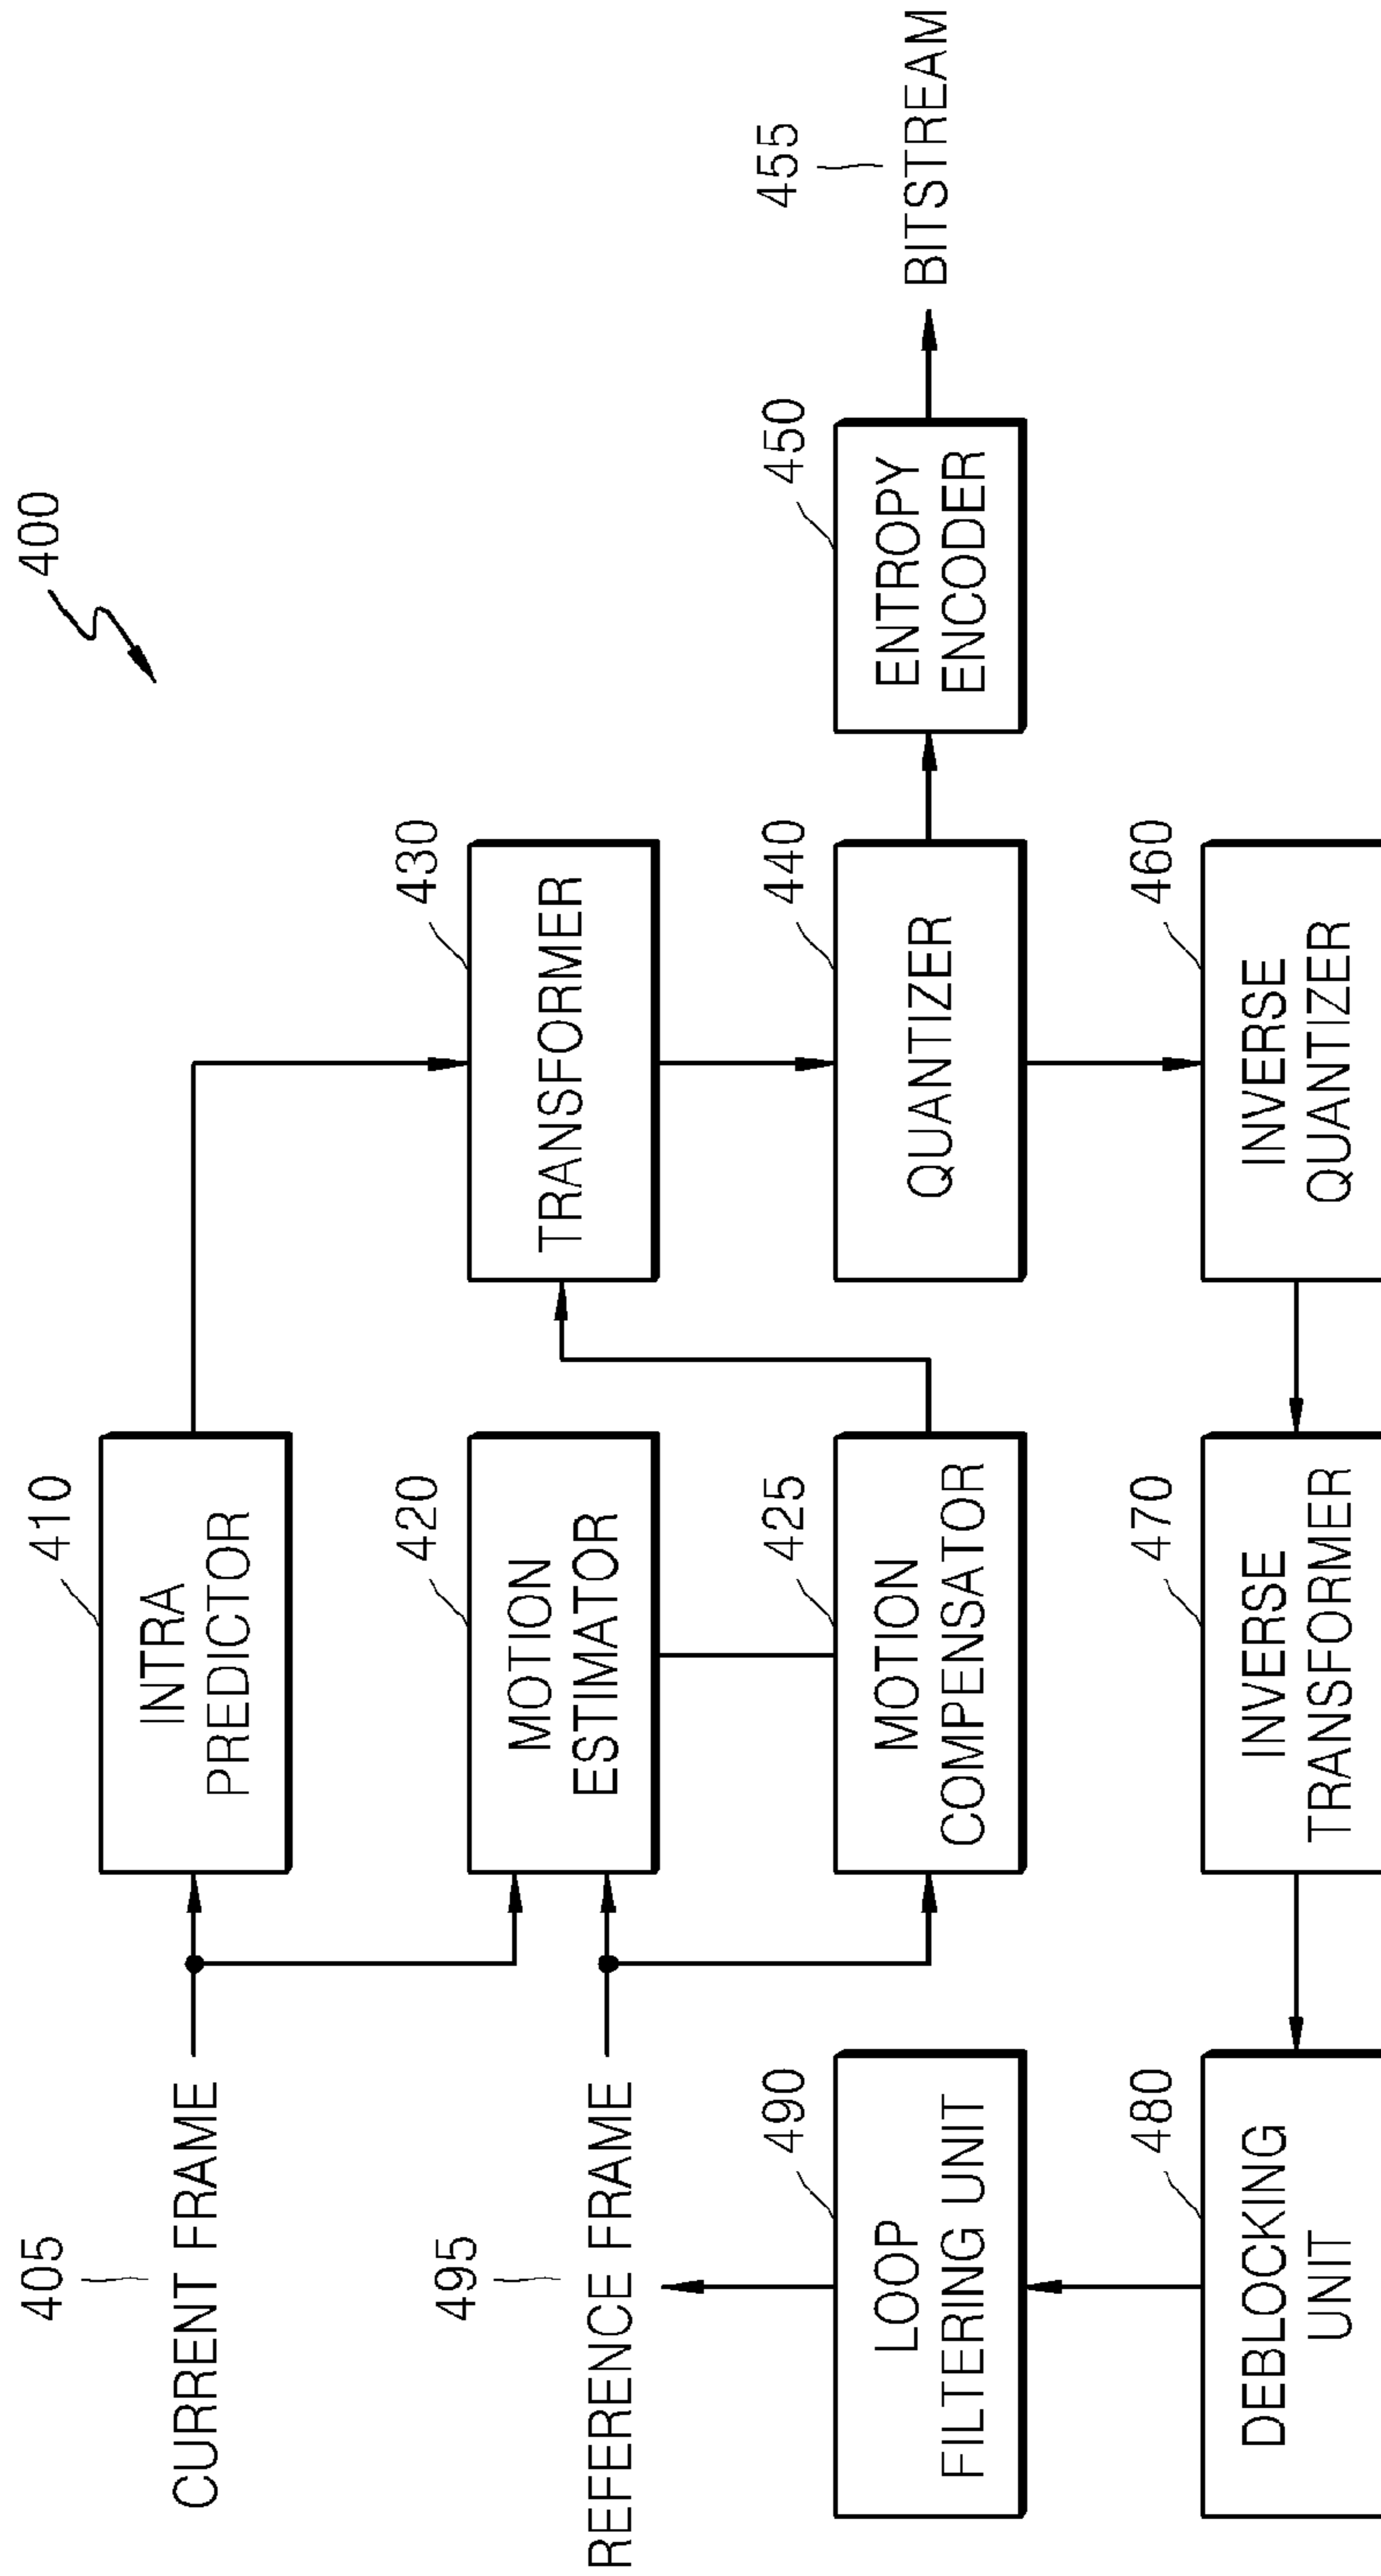 400
405
CURRENT FRAME
410
INTRA
PREDICTOR
495
REFERENCE FRAME
420
MOTION
ESTIMATOR
430
TRANSFORMER
490
LOOP
FILTERING UNIT
425
MOTION
COMPENSATOR
440
QUANTIZER
450
ENTROPY
ENCODER
455
BITSTREAM
480
DEBLOCKING
UNIT
470
INVERSE
TRANSFORMER
460
INVERSE
QUANTIZER